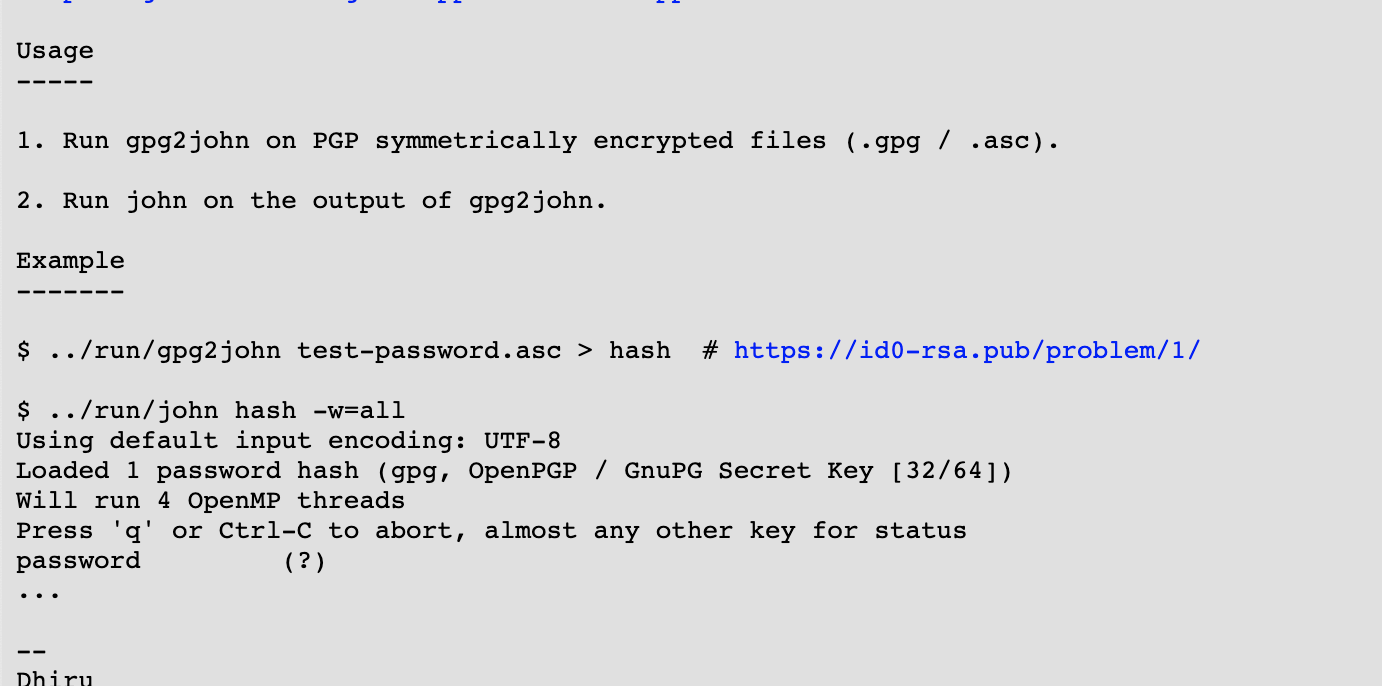 Usage
-----
1. Run gpg2john on PGP symmetrically encrypted files (.gpg / .asc).
2. Run john on the output of gpg2john.
Example
-------
$ ../run/gpg2john test-password.asc > hash  # https://id0-rsa.pub/problem/1/
$ ../run/john hash -w=all
Using default input encoding: UTF-8
Loaded 1 password hash (gpg, OpenPGP / GnuPG Secret Key [32/64])
Will run 4 OpenMP threads
Press 'q' or Ctrl-C to abort, almost any other key for status
password         (?)
...
--
Dhiru